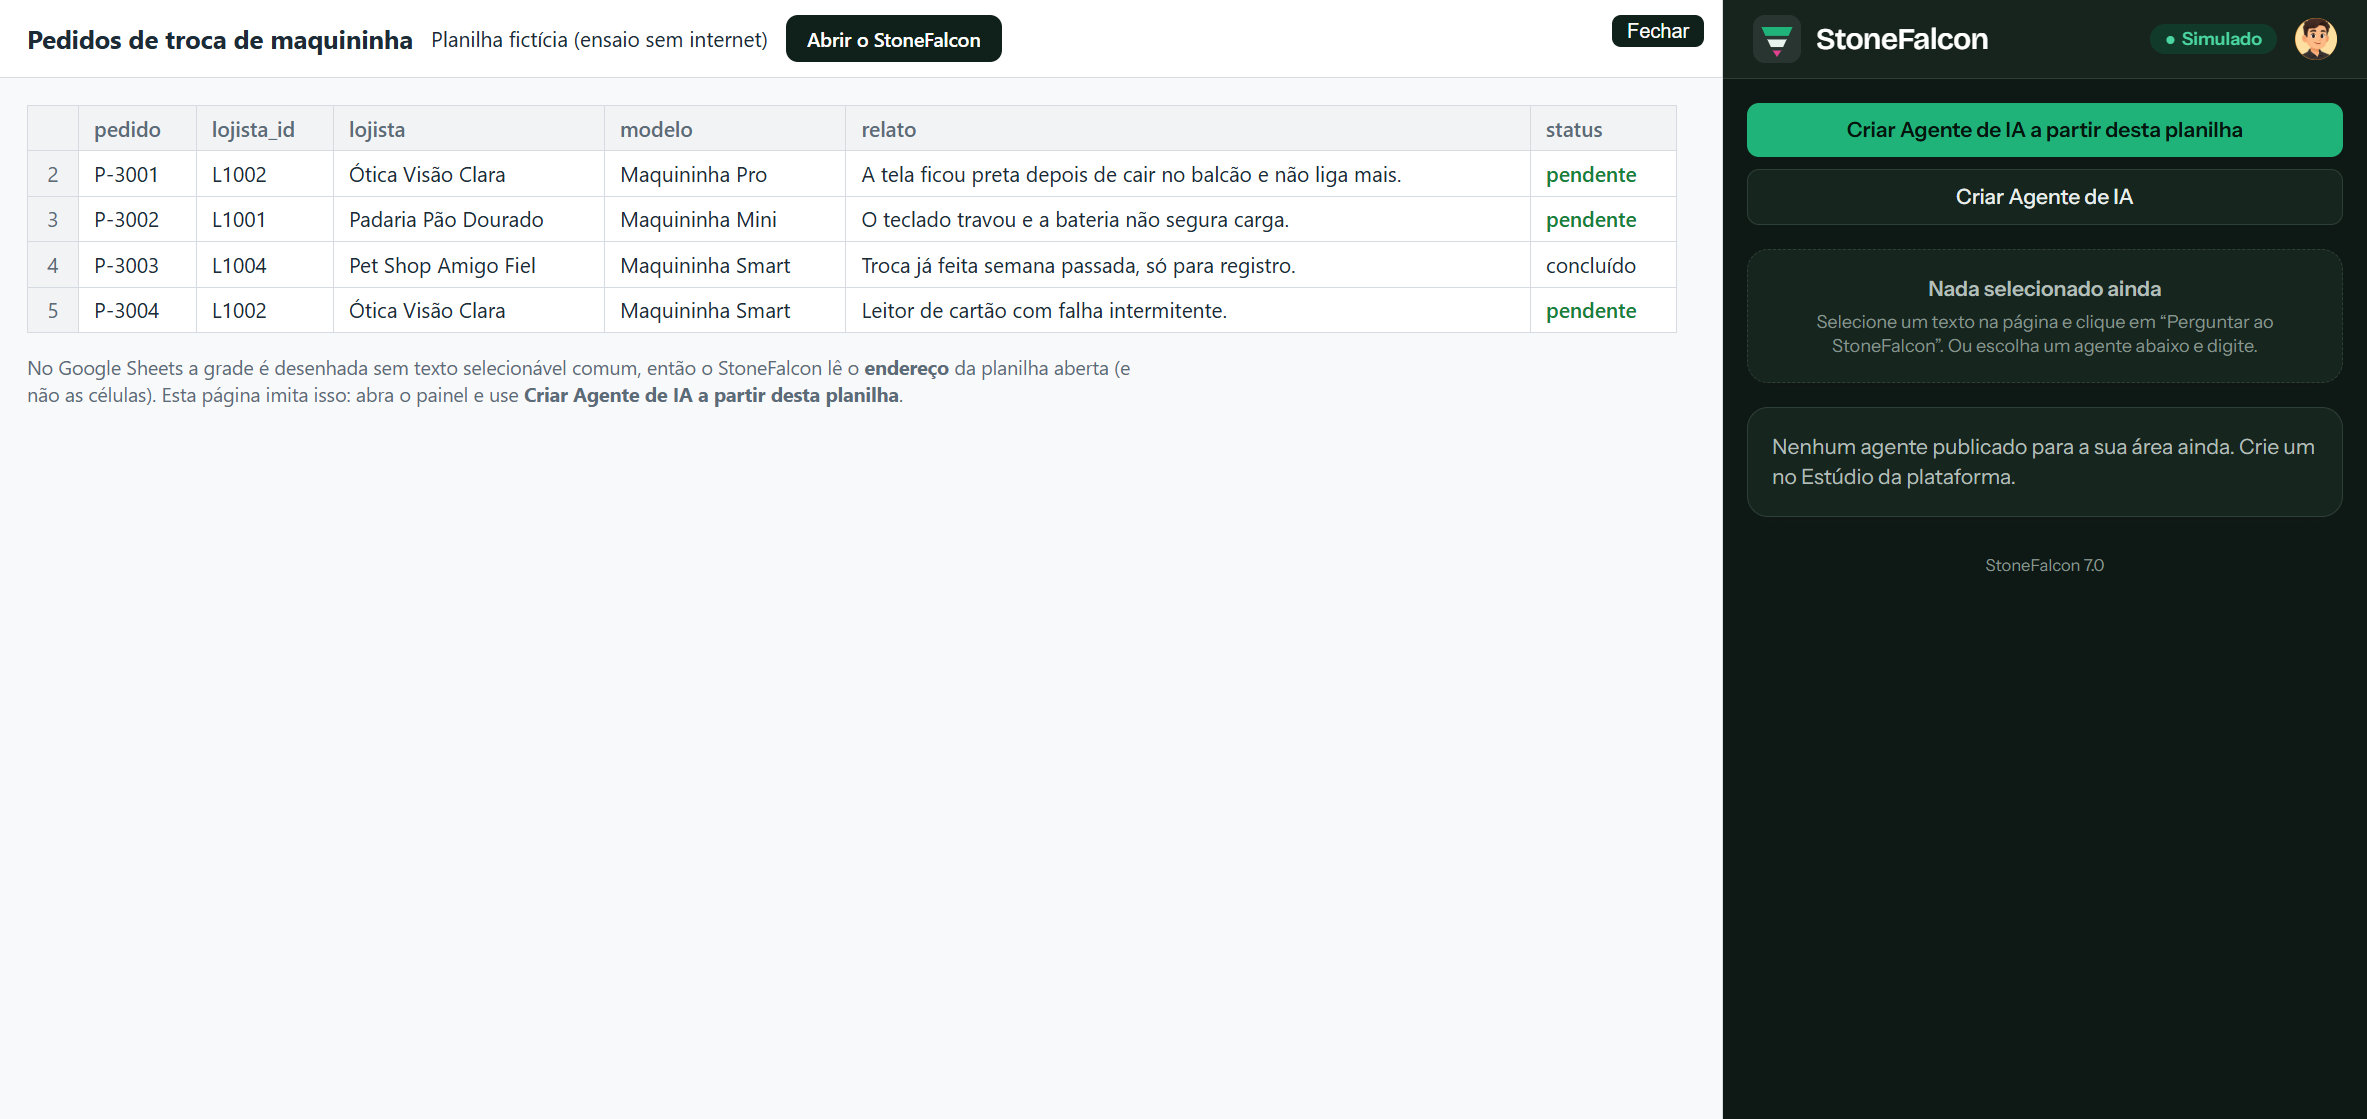 Pedidos de troca de maquininha Planilha fictícia (ensaio sem internet) Abrir o StoneFalcon Fechar
pedido lojista_id lojista modelo relato status
2 P-3001 L1002 Ótica Visão Clara Maquininha Pro A tela ficou preta depois de cair no balcão e não liga mais. pendente
3 P-3002 L1001 Padaria Pão Dourado Maquininha Mini O teclado travou e a bateria não segura carga. pendente
4 P-3003 L1004 Pet Shop Amigo Fiel Maquininha Smart Troca já feita semana passada, só para registro. concluído
5 P-3004 L1002 Ótica Visão Clara Maquininha Smart Leitor de cartão com falha intermitente. pendente
No Google Sheets a grade é desenhada sem texto selecionável comum, então o StoneFalcon lê o endereço da planilha aberta (e
não as células). Esta página imita isso: abra o painel e use Criar Agente de IA a partir desta planilha.
StoneFalcon Simulado
Criar Agente de IA a partir desta planilha
Criar Agente de IA
Nada selecionado ainda
Selecione um texto na página e clique em “Perguntar ao
StoneFalcon”. Ou escolha um agente abaixo e digite.
Nenhum agente publicado para a sua área ainda. Crie um
no Estúdio da plataforma.
StoneFalcon 7.0